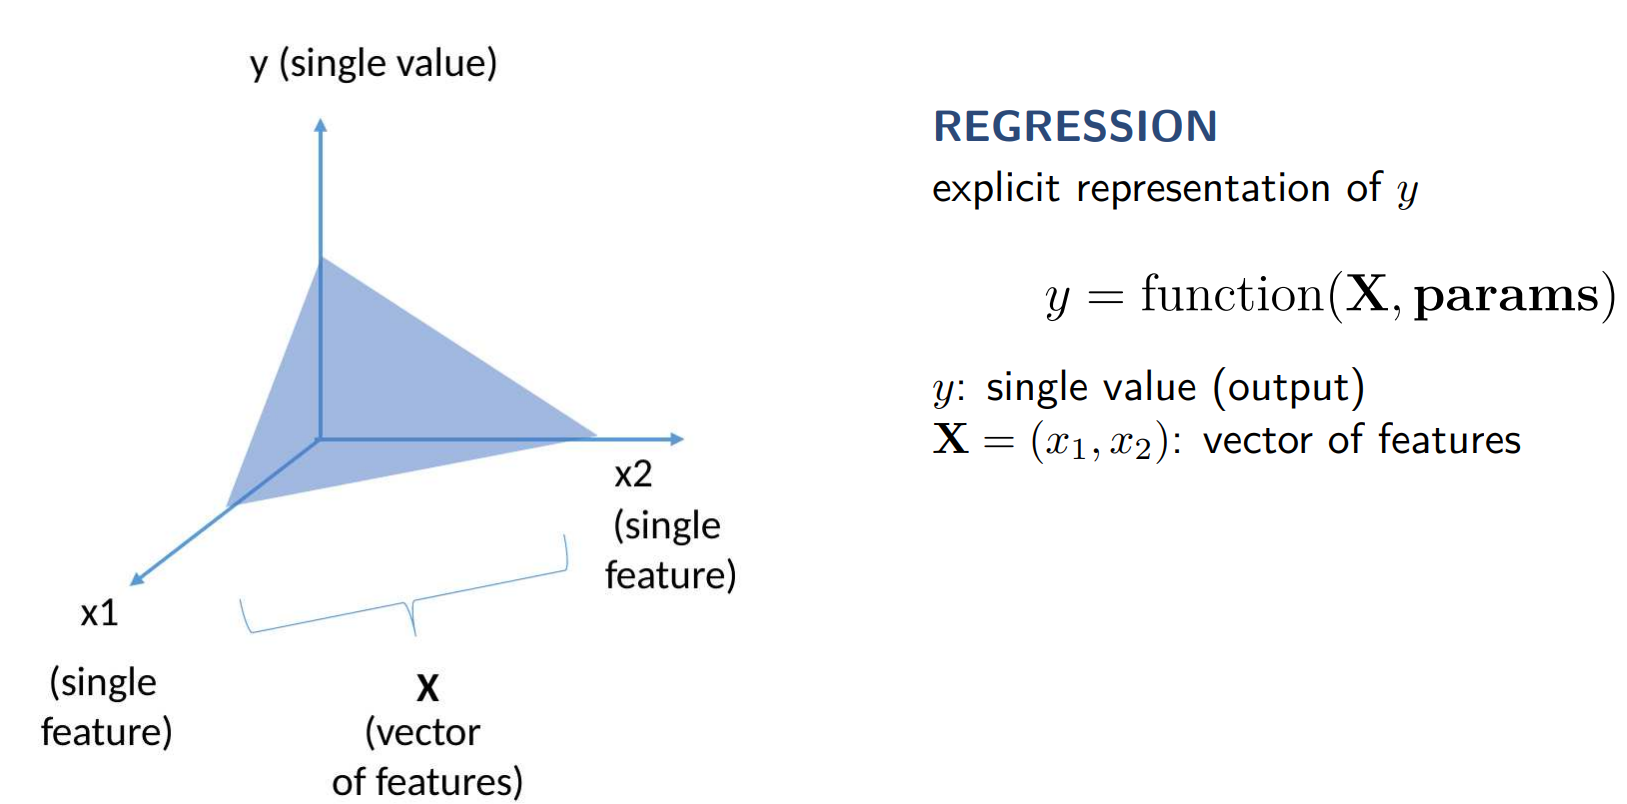 y (single value)
x2
(single
feature)
x1
(single
feature)
X
(vector
of features)
REGRESSION
explicit representation of y
y = function(X, params)
y: single value (output)
X = (x₁, x₂): vector of features